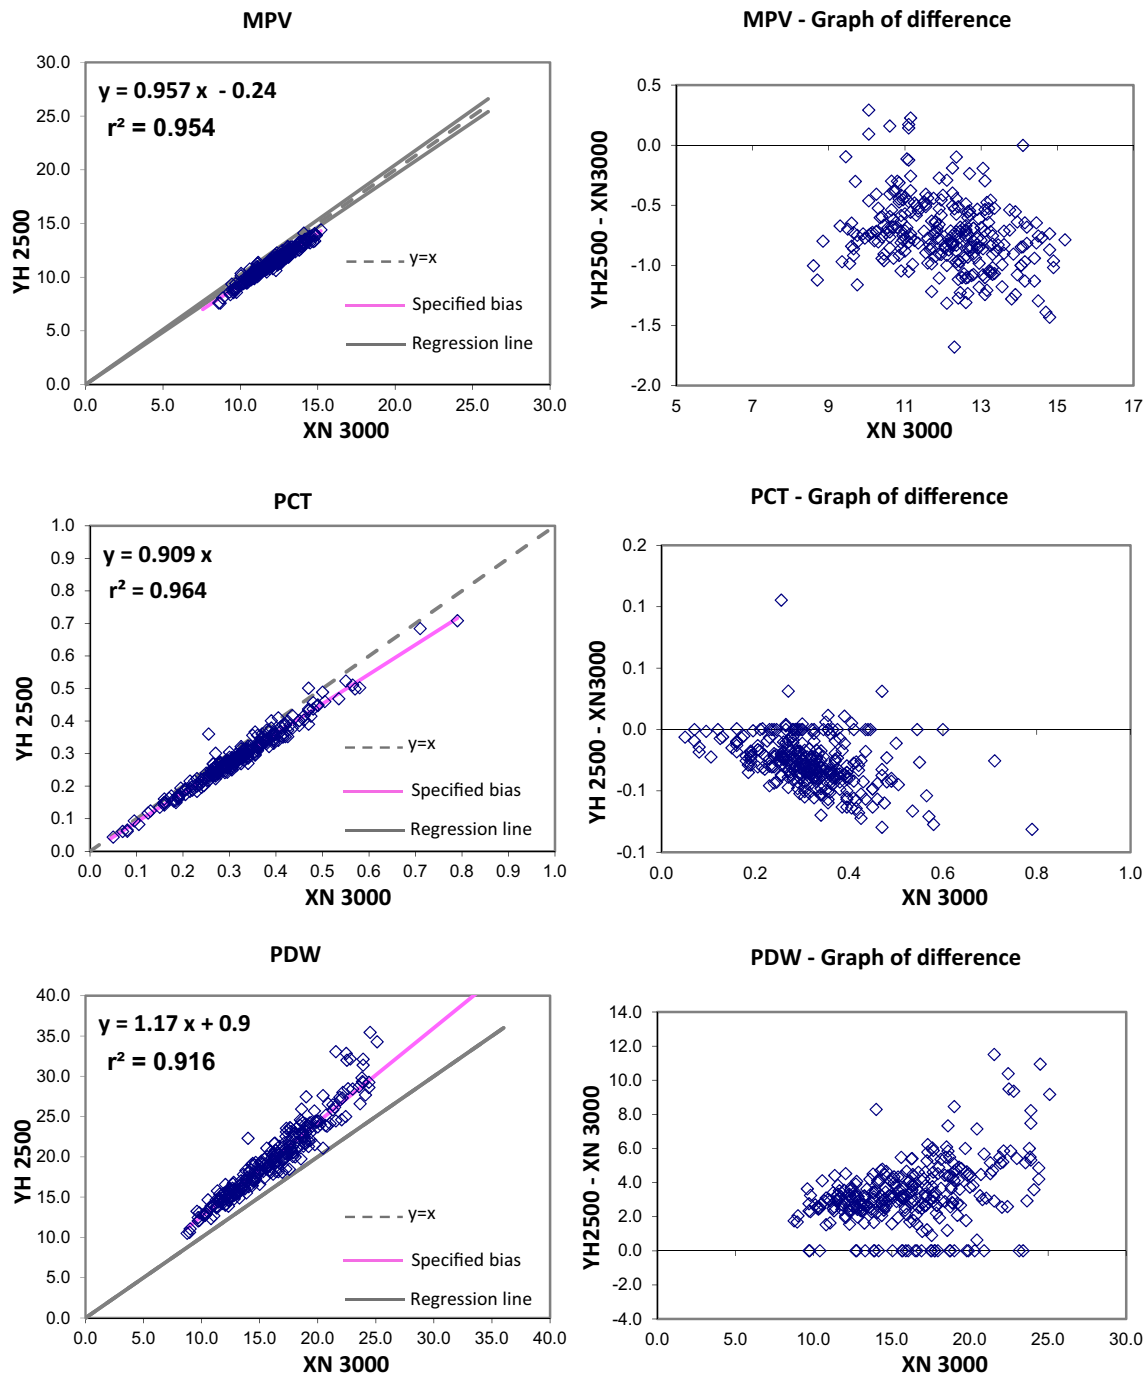 MPV
30.0
25.0
20.0
15.0
10.0
5.0
0.0
YH 2500
y = 0.957 x - 0.24
r² = 0.954
y=x
Specified bias
Regression line
0.0 5.0 10.0 15.0 20.0 25.0 30.0
XN 3000
MPV - Graph of difference
0.5
0.0
-0.5
-1.0
-1.5
-2.0
YH2500 - XN3000
5 7 9 11 13 15 17
XN 3000
PCT
1.0
0.9
0.8
0.7
0.6
0.5
0.4
0.3
0.2
0.1
0.0
YH 2500
y = 0.909 x
r² = 0.964
y=x
Specified bias
Regression line
0.0 0.1 0.2 0.3 0.4 0.5 0.6 0.7 0.8 0.9 1.0
XN 3000
PCT - Graph of difference
0.2
0.1
0.1
0.0
-0.1
-0.1
YH 2500 - XN3000
0.0 0.2 0.4 0.6 0.8 1.0
XN 3000
PDW
40.0
35.0
30.0
25.0
20.0
15.0
10.0
5.0
0.0
YH 2500
y = 1.17 x + 0.9
r² = 0.916
y=x
Specified bias
Regression line
0.0 5.0 10.0 15.0 20.0 25.0 30.0 35.0 40.0
XN 3000
PDW - Graph of difference
14.0
12.0
10.0
8.0
6.0
4.0
2.0
0.0
-2.0
-4.0
YH2500 - XN 3000
0.0 5.0 10.0 15.0 20.0 25.0 30.0
XN 3000